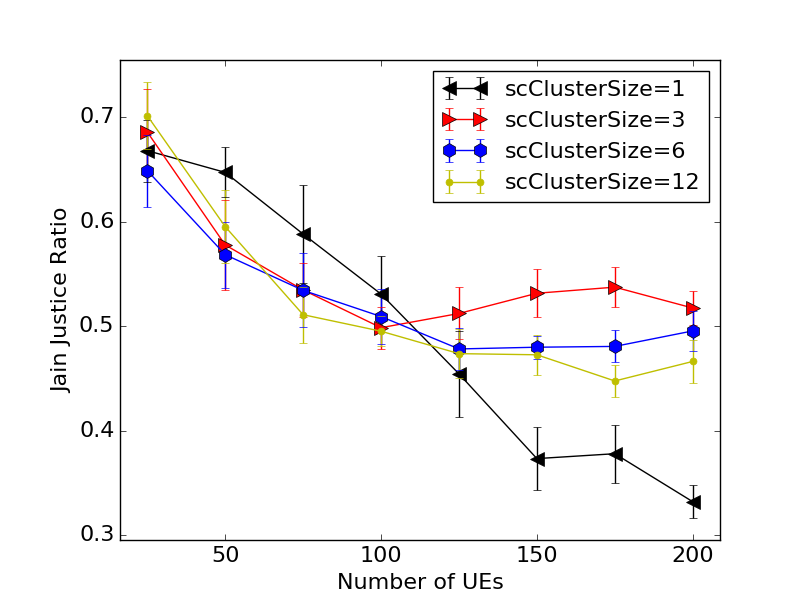 scClusterSize=1
scClusterSize=3
scClusterSize=6
scClusterSize=12
0.7
0.6
0.5
0.4
0.3
Jain Justice Ratio
50 100 150 200
Number of UEs